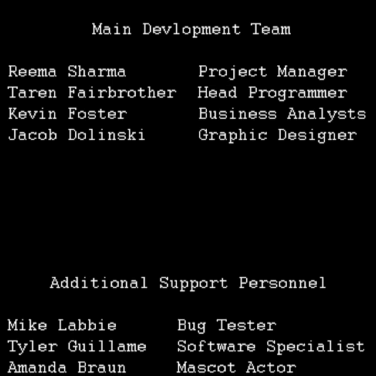 Main Devlopment Team
Reema Sharma Project Manager
Taren Fairbrother Head Programmer
Kevin Foster Business Analysts
Jacob Dolinski Graphic Designer
Additional Support Personnel
Mike Labbie Bug Tester
Tyler Guillame Software Specialist
Amanda Braun Mascot Actor